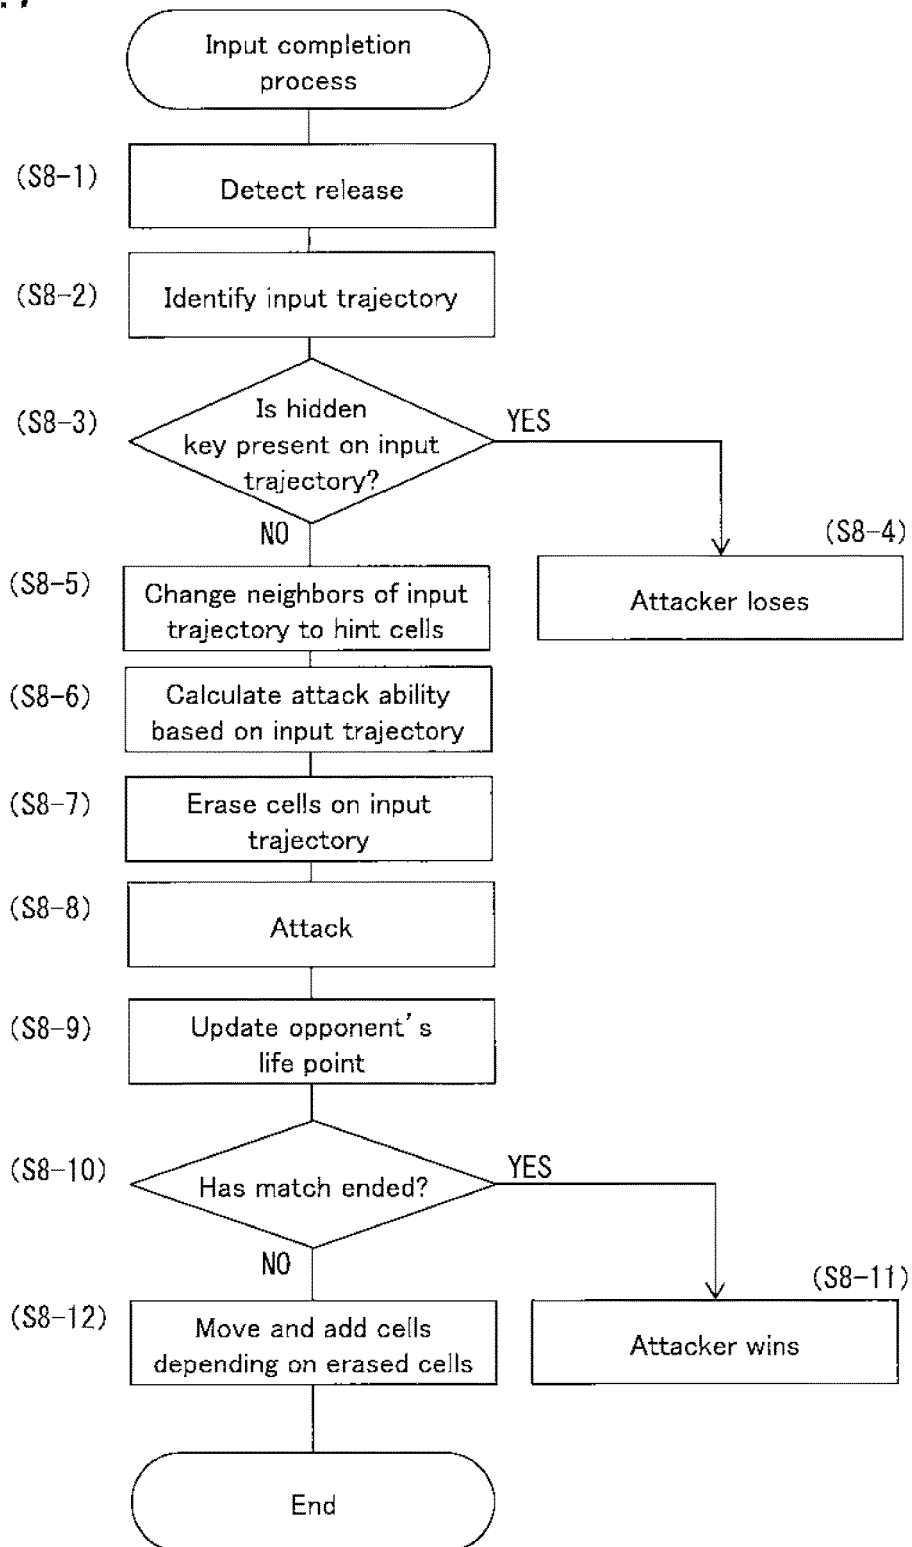 Input completion
process
(S8-1)
Detect release
(S8-2)
Identify input trajectory
(S8-3)
Is hidden
key present on input
trajectory?
YES
NO
(S8-4)
Attacker loses
(S8-5)
Change neighbors of input
trajectory to hint cells
(S8-6)
Calculate attack ability
based on input trajectory
(S8-7)
Erase cells on input
trajectory
(S8-8)
Attack
(S8-9)
Update opponent's
life point
(S8-10)
Has match ended?
YES
NO
(S8-11)
Attacker wins
(S8-12)
Move and add cells
depending on erased cells
End